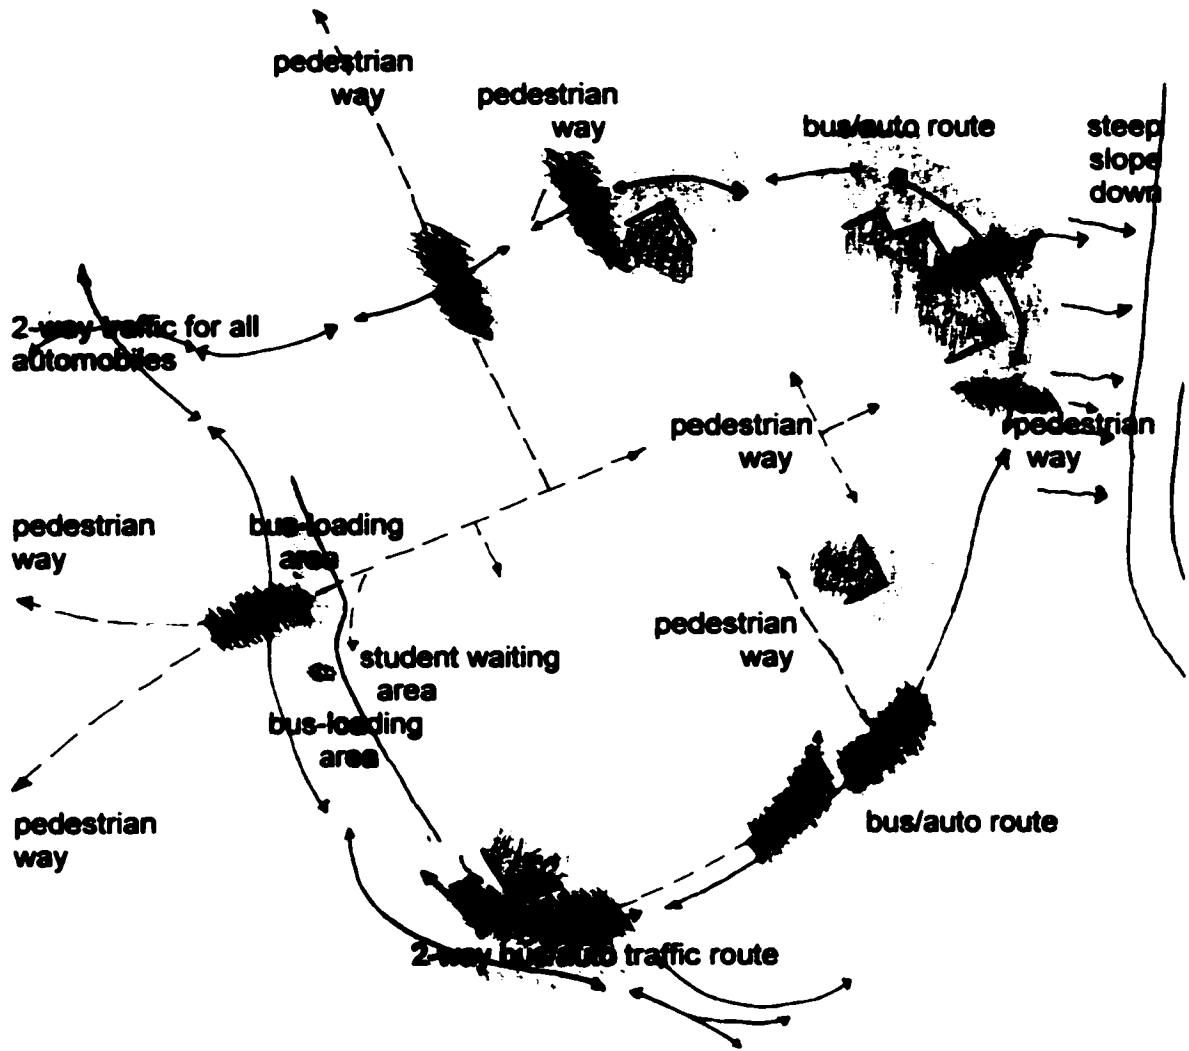 pedestrian
way
pedestrian
way
bus/auto route
steep
slope
down
2-way traffic for all
automobiles
pedestrian
way
pedestrian
way
pedestrian
way
bus-loading
area
pedestrian
way
student waiting
area
bus-loading
area
pedestrian
way
bus/auto route
2-way bus/auto traffic route